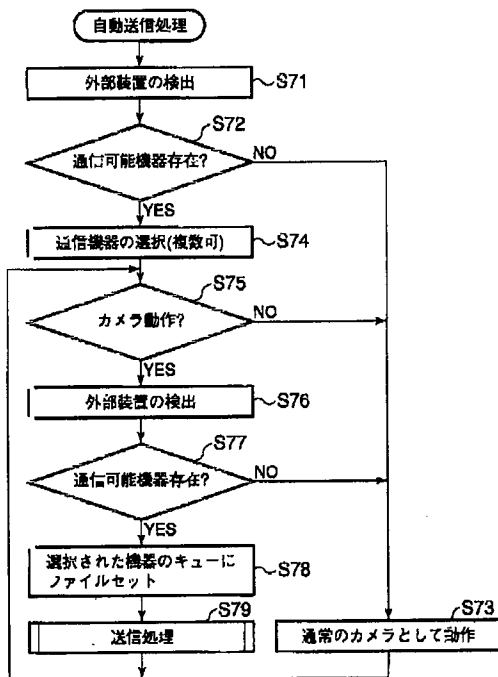 自動送信処理
外部装置の検出
S71
S72
通信可能機器存在?
NO
YES
通信機器の選択(複数可)
S74
S75
カメラ動作?
NO
YES
外部装置の検出
S76
S77
通信可能機器存在?
NO
YES
選択された機器のキューに
ファイルセット
S78
S79
送信処理
S73
通常のカメラとして動作